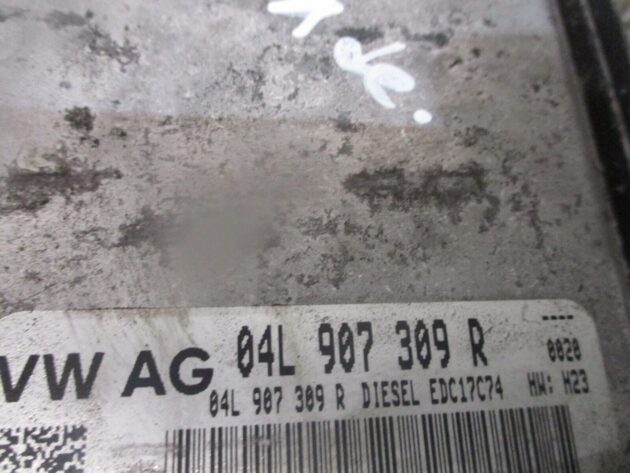 VW AG 04L 907 309 R ----
0020
04L 907 309 R DIESEL EDC17C74 HW: H23